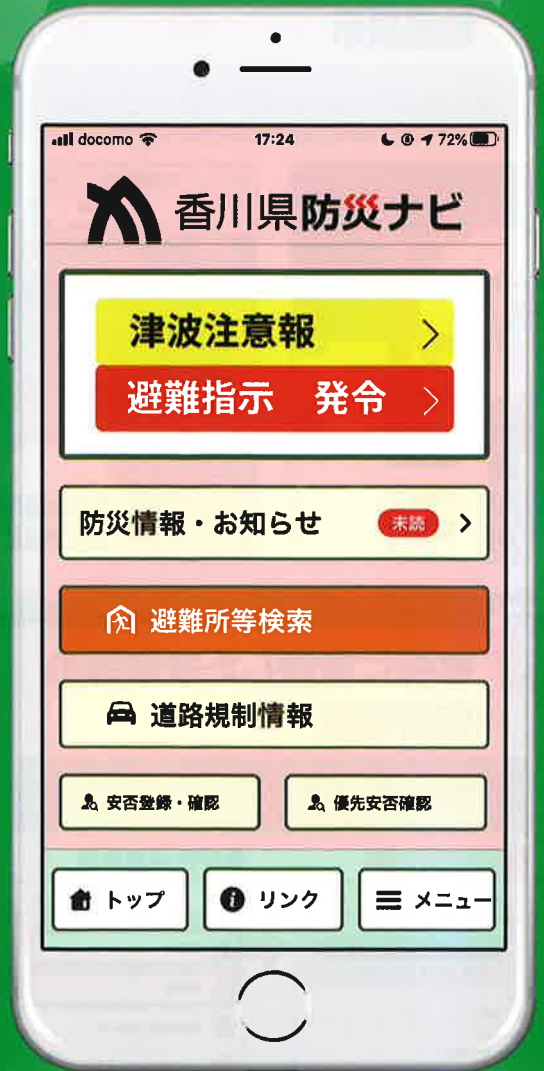 docomo 17:24 72%
香川県防災ナビ
津波注意報
避難指示 発令
防災情報・お知らせ 未読
避難所等検索
道路規制情報
安否登録・確認 優先安否確認
トップ リンク メニュー